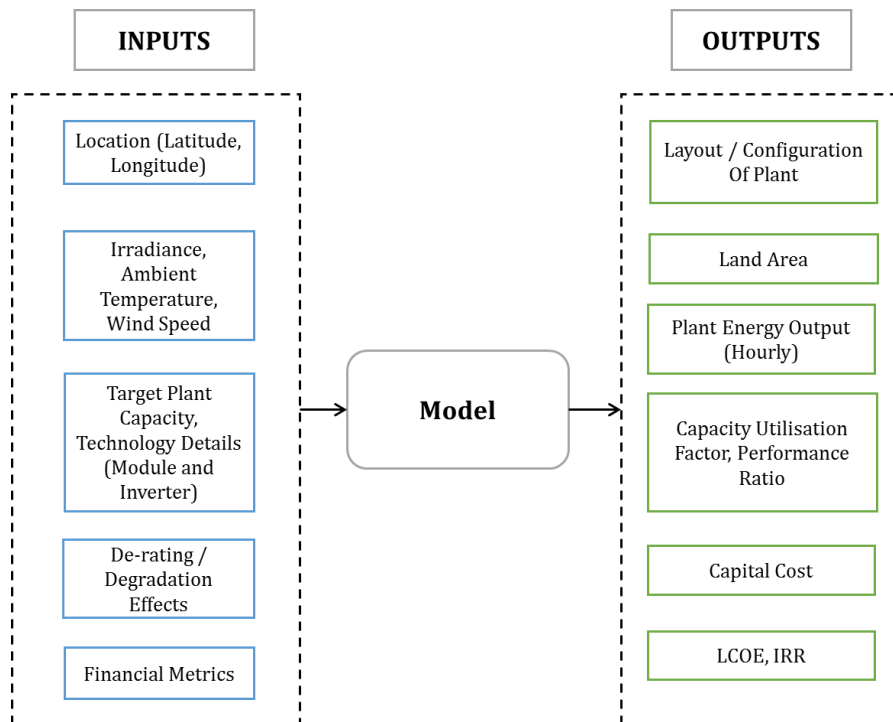 INPUTS
Location (Latitude,
Longitude)
Irradiance,
Ambient
Temperature,
Wind Speed
Target Plant
Capacity,
Technology Details
(Module and
Inverter)
De-rating /
Degradation
Effects
Financial Metrics
Model
OUTPUTS
Layout / Configuration
Of Plant
Land Area
Plant Energy Output
(Hourly)
Capacity Utilisation
Factor, Performance
Ratio
Capital Cost
LCOE, IRR